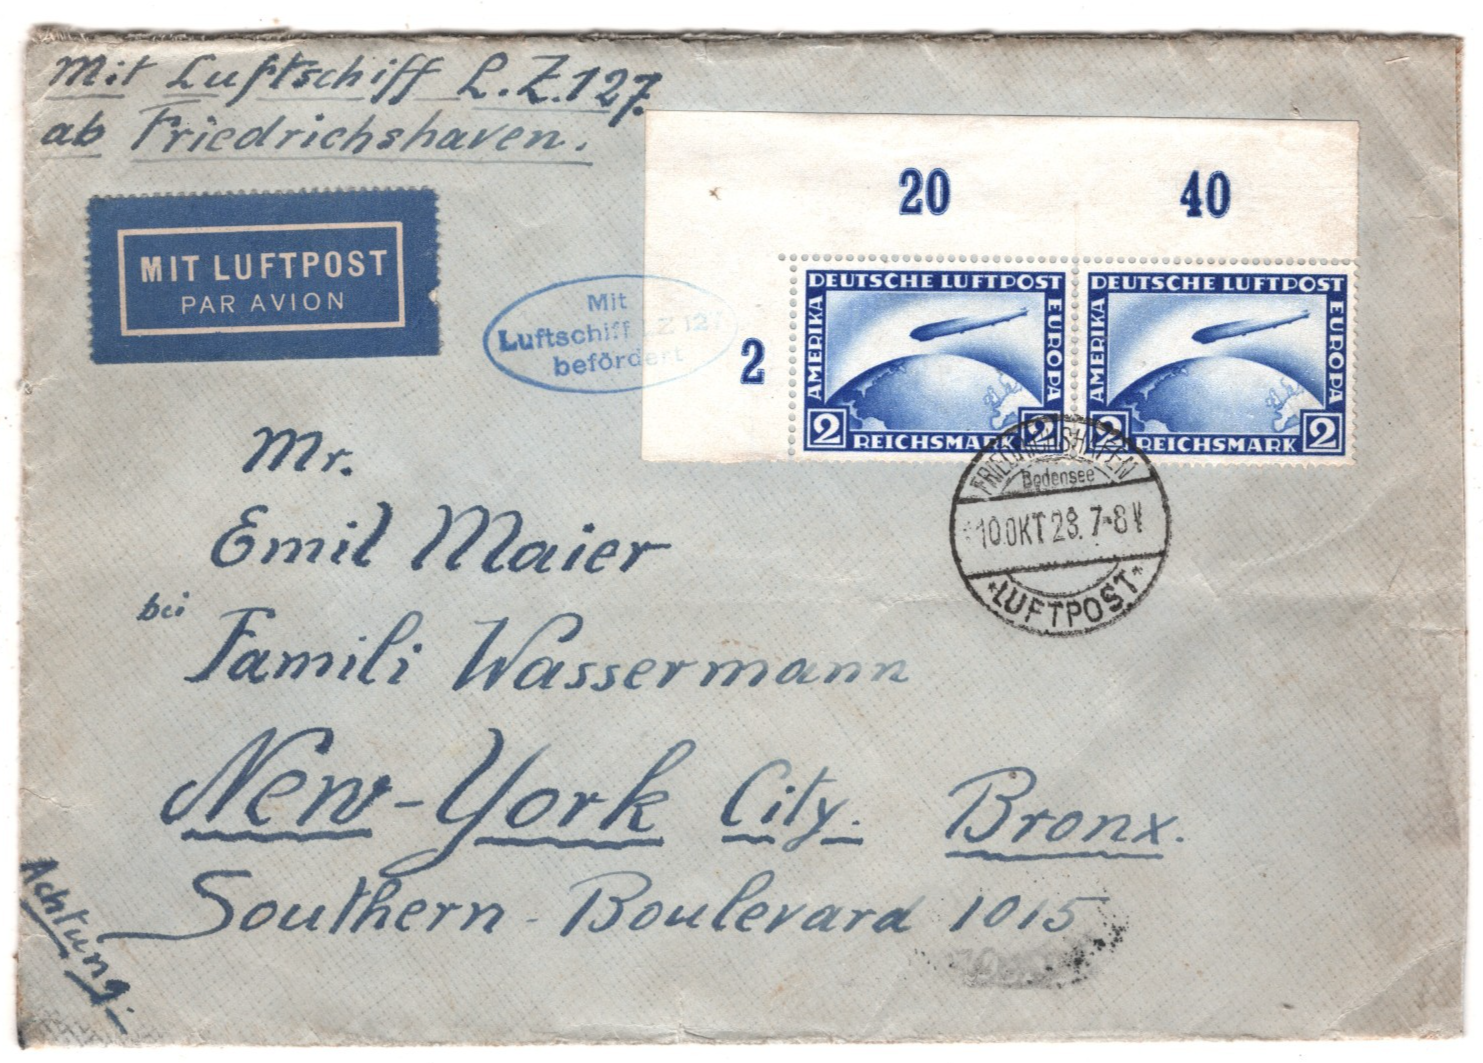 Mit Luftschiff L.Z.127.
ab Friedrichshaven.
MIT LUFTPOST
PAR AVION
Mit
Luftschiff LZ 127
befördert
20 40
2
DEUTSCHE LUFTPOST
AMERIKA
EUROPA
2 REICHSMARK 2
DEUTSCHE LUFTPOST
AMERIKA
EUROPA
2 REICHSMARK 2
FRIEDRICHSHAFEN
Bodensee
10.OKT 28. 7-8 V
*LUFTPOST*
Mr.
Emil Maier
bei
Famili Wassermann
New-York City. Bronx.
Southern-Boulevard 1015
Achtung.